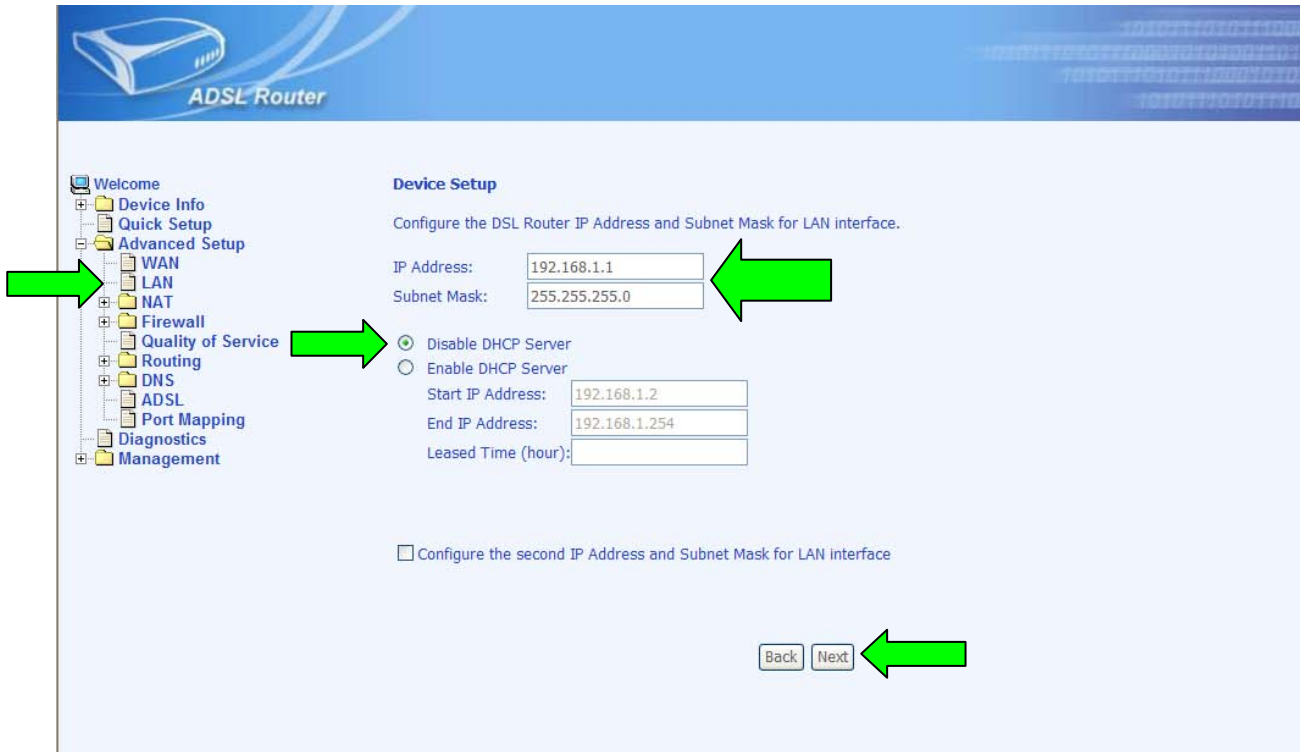 ADSL Router
Welcome
Device Info
Quick Setup
Advanced Setup
WAN
LAN
NAT
Firewall
Quality of Service
Routing
DNS
ADSL
Port Mapping
Diagnostics
Management
Device Setup
Configure the DSL Router IP Address and Subnet Mask for LAN interface.
IP Address: 192.168.1.1
Subnet Mask: 255.255.255.0
Disable DHCP Server
Enable DHCP Server
Start IP Address: 192.168.1.2
End IP Address: 192.168.1.254
Leased Time (hour):
Configure the second IP Address and Subnet Mask for LAN interface
Back Next